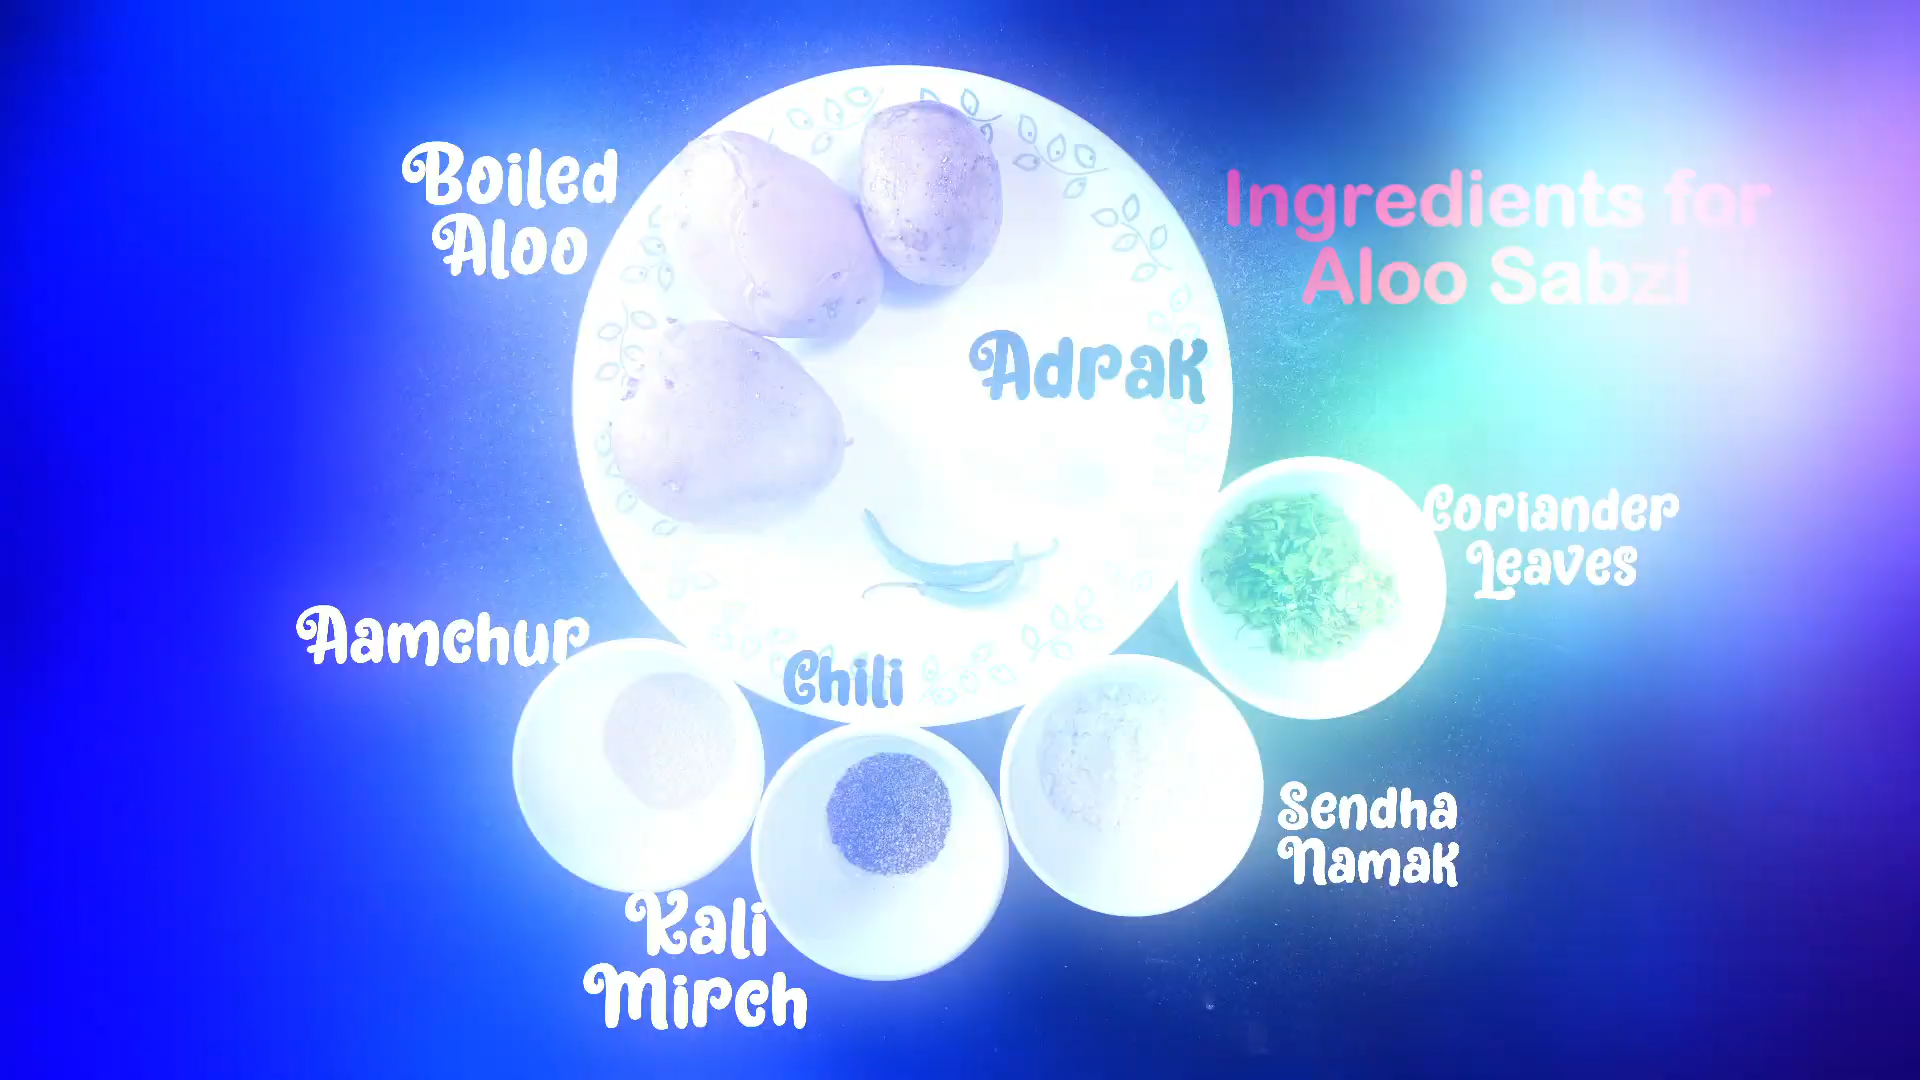 Boiled
Aloo
Ingredients for
Aloo Sabzi
Adrak
Coriander
Leaves
Aamchur
Chili
Sendha
Namak
Kali
Mirch